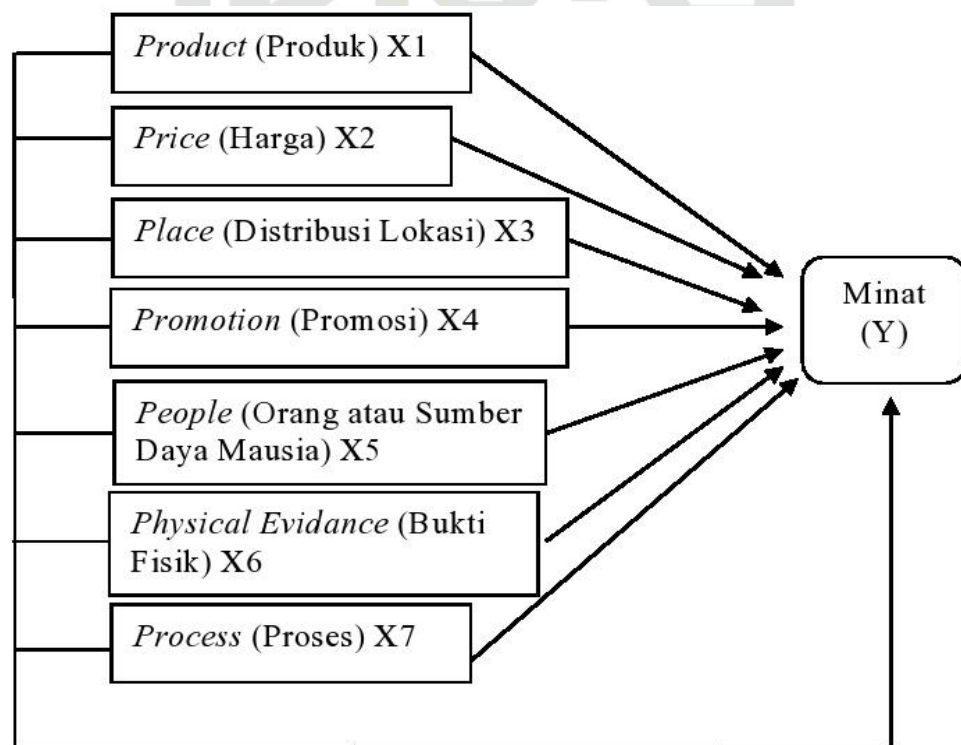 Product (Produk) X1
Price (Harga) X2
Place (Distribusi Lokasi) X3
Promotion (Promosi) X4
People (Orang atau Sumber
Daya Mausia) X5
Physical Evidance (Bukti
Fisik) X6
Process (Proses) X7
Minat
(Y)